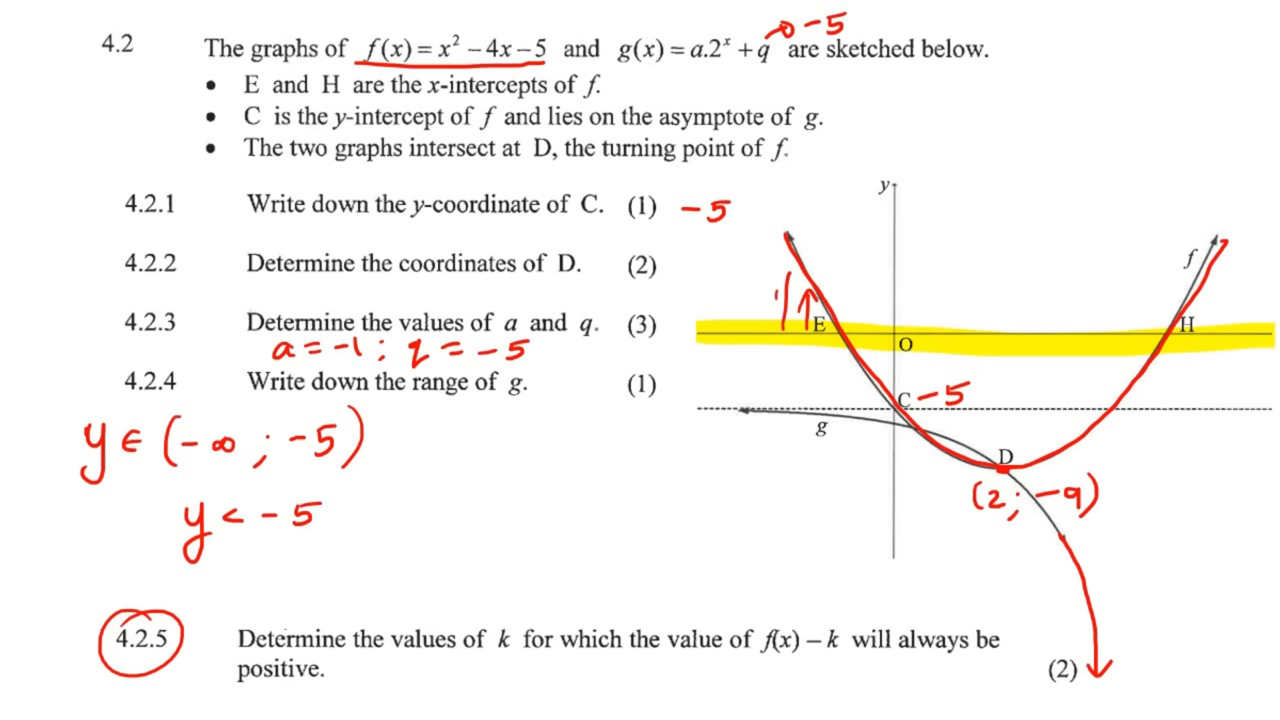 4.2 The graphs of f(x) = x² − 4x − 5 and g(x) = a.2ˣ + q are sketched below.
→ −5
• E and H are the x-intercepts of f.
• C is the y-intercept of f and lies on the asymptote of g.
• The two graphs intersect at D, the turning point of f.
4.2.1 Write down the y-coordinate of C. (1) −5
4.2.2 Determine the coordinates of D. (2)
4.2.3 Determine the values of a and q. (3)
a = −1 ; q = −5
4.2.4 Write down the range of g. (1)
y ∈ (−∞ ; −5)
y < −5
y
f
E
H
O
C −5
g
D
(2 ; −9)
4.2.5 Determine the values of k for which the value of f(x) − k will always be
positive. (2)